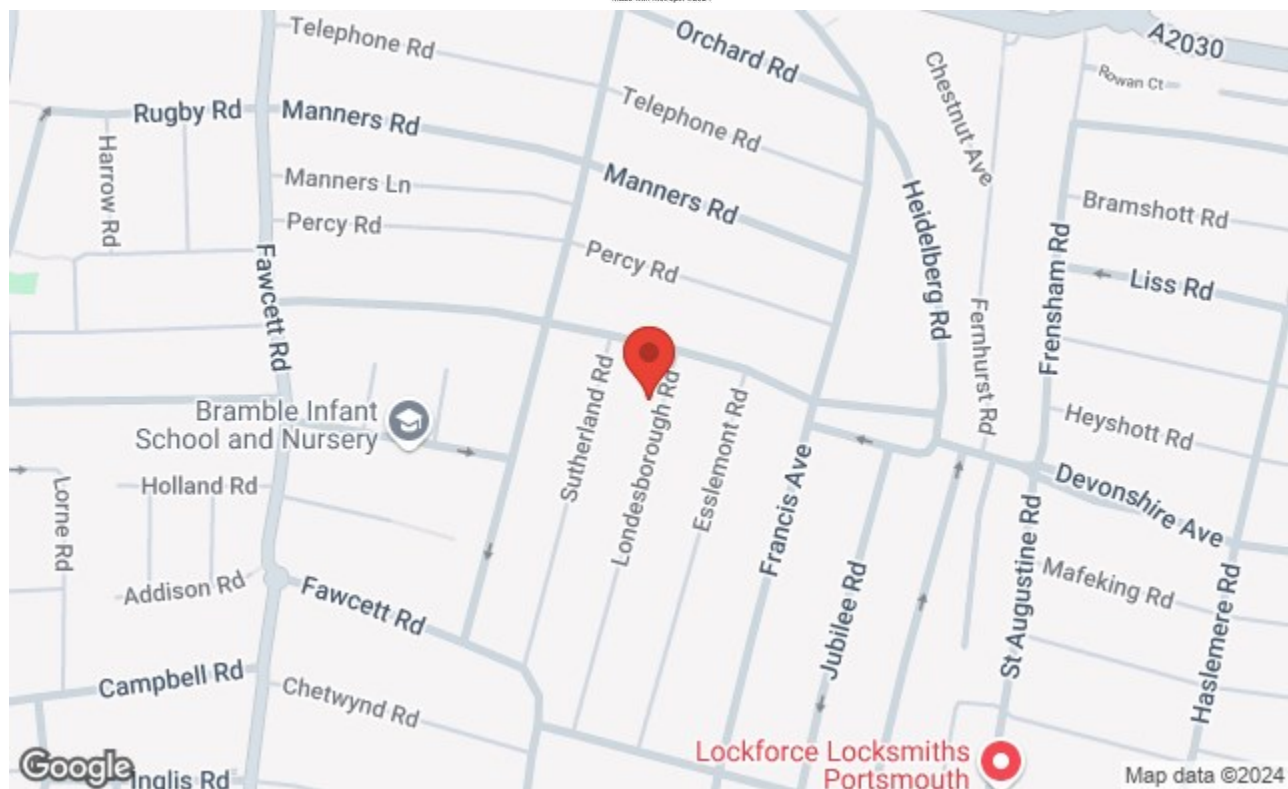 Telephone Rd
Orchard Rd
A2030
Chestnut Ave
Rowan Ct
Rugby Rd
Manners Rd
Telephone Rd
Harrow Rd
Manners Ln
Manners Rd
Heidelberg Rd
Bramshott Rd
Percy Rd
Percy Rd
Frensham Rd
Liss Rd
Fawcett Rd
Fernhurst Rd
Sutherland Rd
Londesborough Rd
Esslemont Rd
Bramble Infant
School and Nursery
Heyshott Rd
Holland Rd
Lorne Rd
Francis Ave
Devonshire Ave
St Augustine Rd
Addison Rd
Fawcett Rd
Jubilee Rd
Mafeking Rd
Haslemere Rd
Campbell Rd
Chetwynd Rd
Lockforce Locksmiths
Portsmouth
Google
Inglis Rd
Map data ©2024